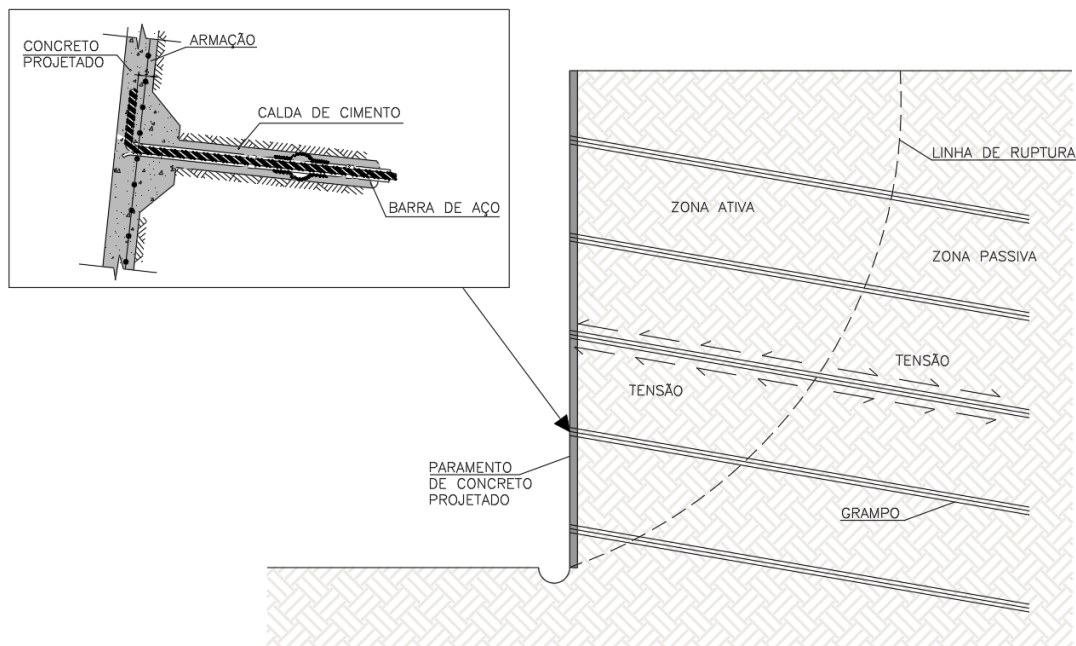 CONCRETO
PROJETADO
ARMAÇÃO
CALDA DE CIMENTO
BARRA DE AÇO
LINHA DE RUPTURA
ZONA ATIVA
ZONA PASSIVA
TENSÃO
TENSÃO
PARAMENTO
DE CONCRETO
PROJETADO
GRAMPO